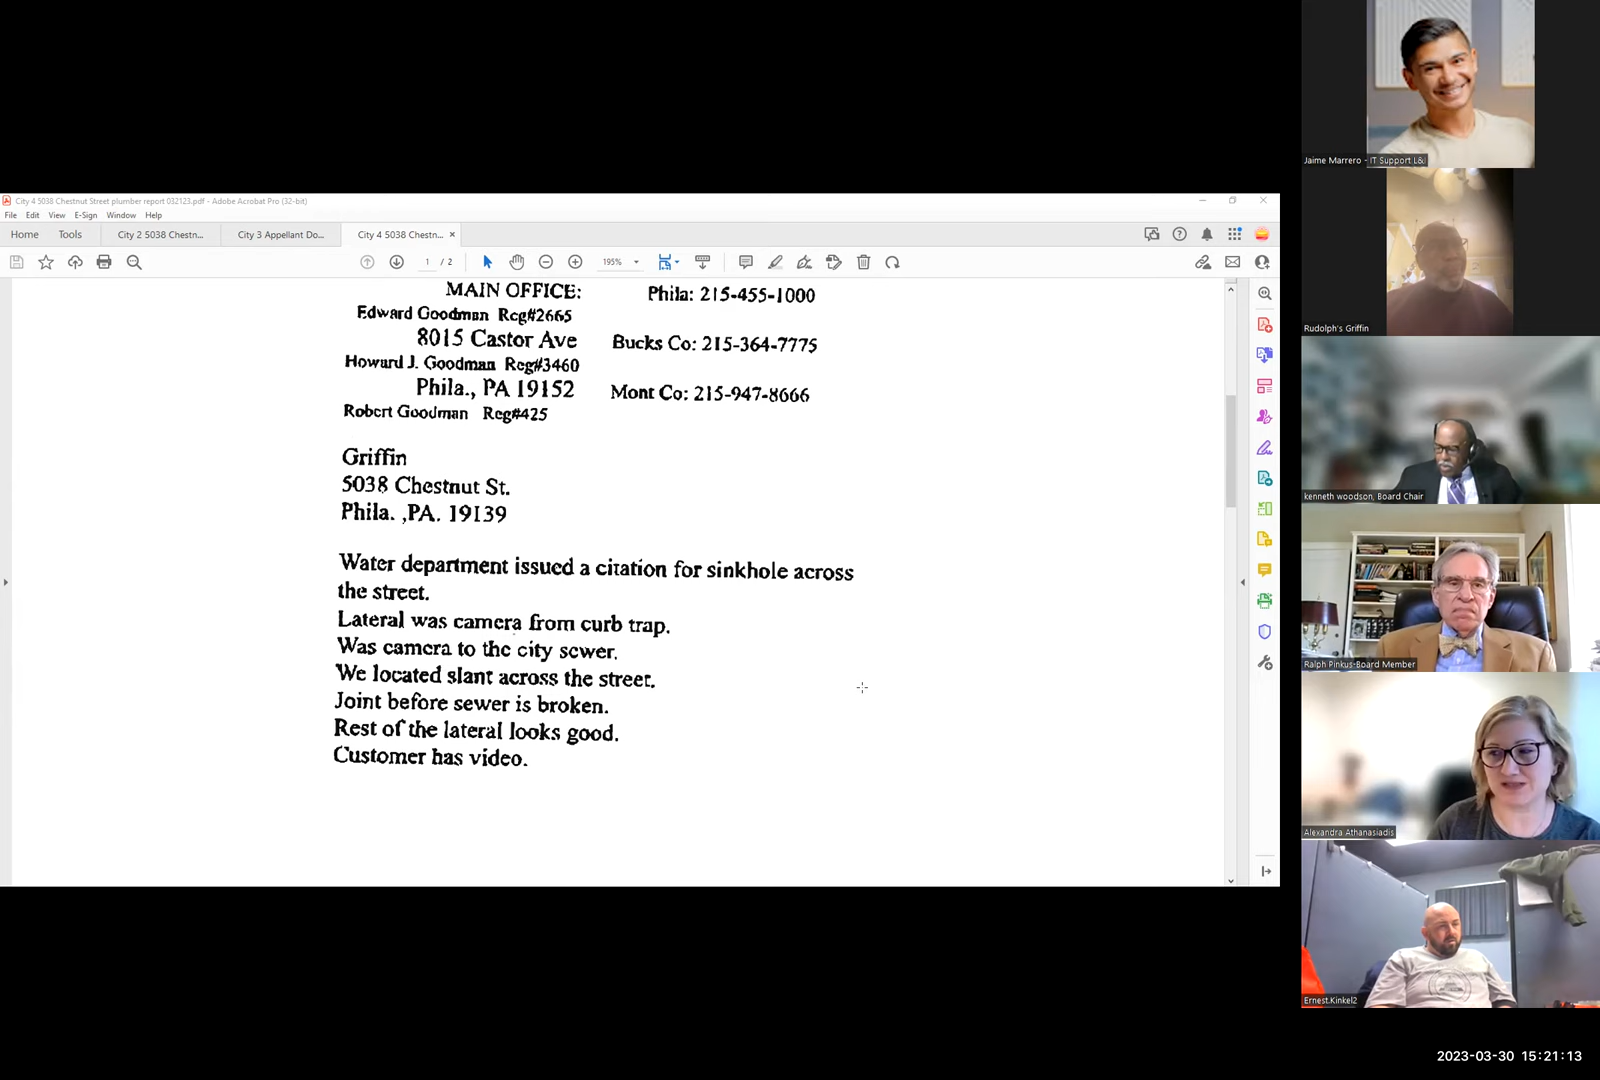 City 4 5038 Chestnut Street plumber report 032123.pdf - Adobe Acrobat Pro (32-bit)
File Edit View E-Sign Window Help
Home Tools City 2 5038 Chestn... City 3 Appellant Do... City 4 5038 Chestn... ×
1 / 2 195%
MAIN OFFICE: Phila: 215-455-1000
Edward Goodman Reg#2665
8015 Castor Ave Bucks Co: 215-364-7775
Howard J. Goodman Reg#3460
Phila., PA 19152 Mont Co: 215-947-8666
Robert Goodman Reg#425
Griffin
5038 Chestnut St.
Phila. ,PA. 19139
Water department issued a citation for sinkhole across
the street.
Lateral was camera from curb trap.
Was camera to the city sewer.
We located slant across the street.
Joint before sewer is broken.
Rest of the lateral looks good.
Customer has video.
Jaime Marrero - IT Support L&I
Rudolph's Griffin
kenneth woodson, Board Chair
Ralph Pinkus-Board Member
Alexandra Athanasiadis
Ernest.Kinkel2
2023-03-30 15:21:13